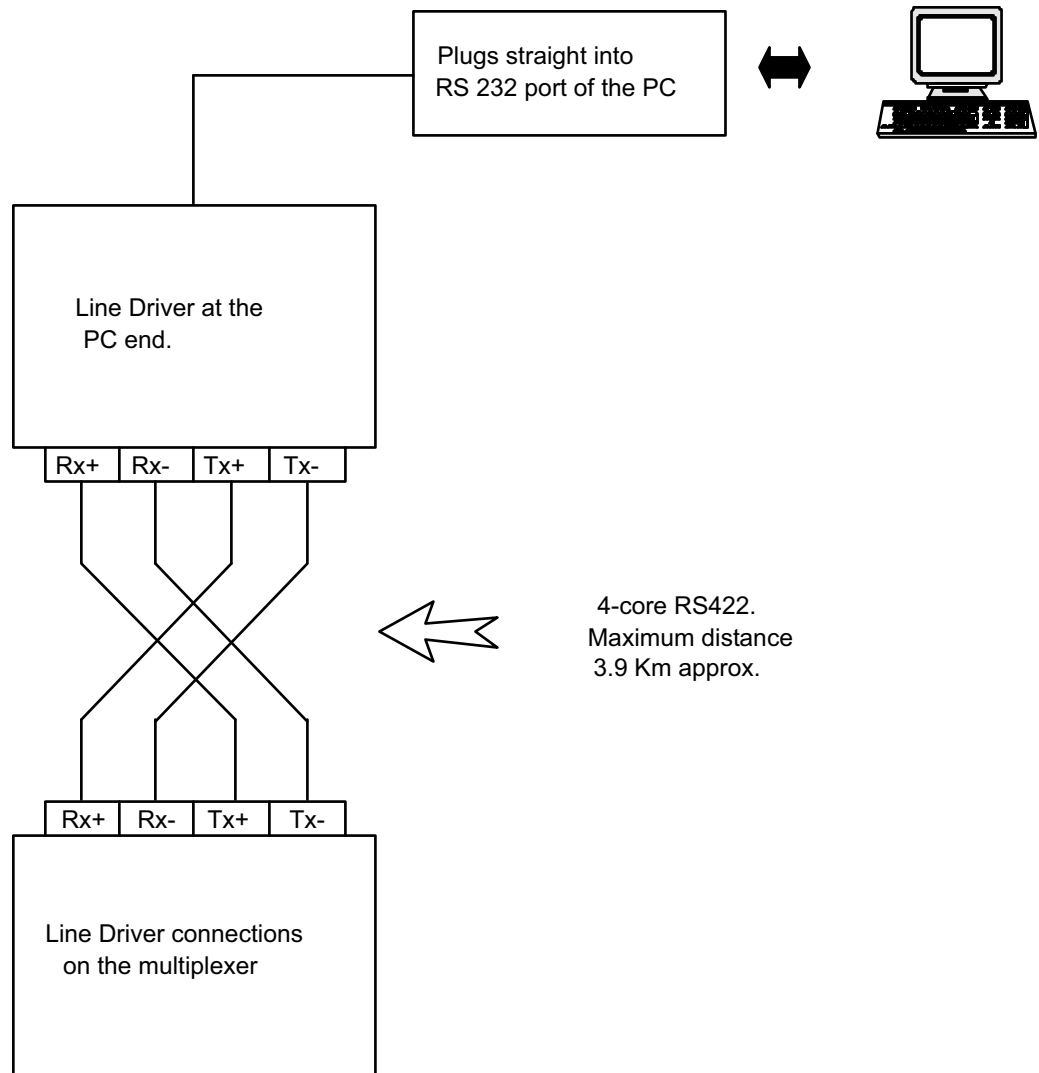 Plugs straight into
RS 232 port of the PC
Line Driver at the
PC end.
Rx+ Rx- Tx+ Tx-
4-core RS422.
Maximum distance
3.9 Km approx.
Rx+ Rx- Tx+ Tx-
Line Driver connections
on the multiplexer